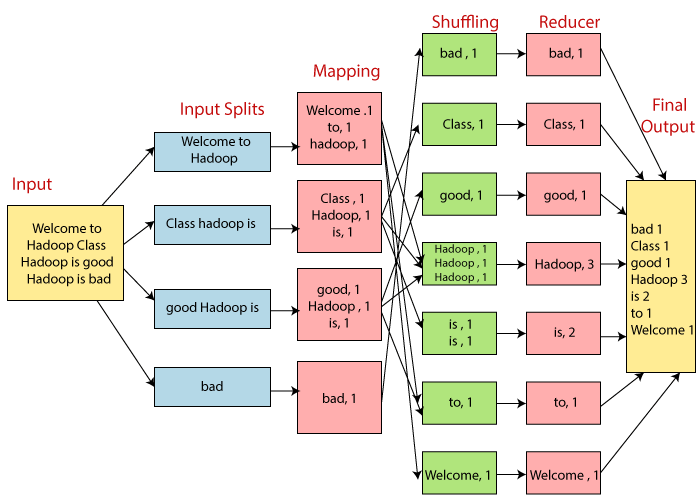 Input
Welcome to
Hadoop Class
Hadoop is good
Hadoop is bad
Input Splits
Welcome to
Hadoop
Class hadoop is
good Hadoop is
bad
Mapping
Welcome .1
to, 1
hadoop, 1
Class , 1
Hadoop, 1
is, 1
good, 1
Hadoop , 1
is, 1
bad, 1
Shuffling
bad , 1
Class, 1
good, 1
Hadoop , 1
Hadoop , 1
Hadoop , 1
is , 1
is , 1
to, 1
Welcome, 1
Reducer
bad, 1
Class, 1
good, 1
Hadoop, 3
is, 2
to, 1
Welcome , 1
Final
Output
bad 1
Class 1
good 1
Hadoop 3
is 2
to 1
Welcome 1